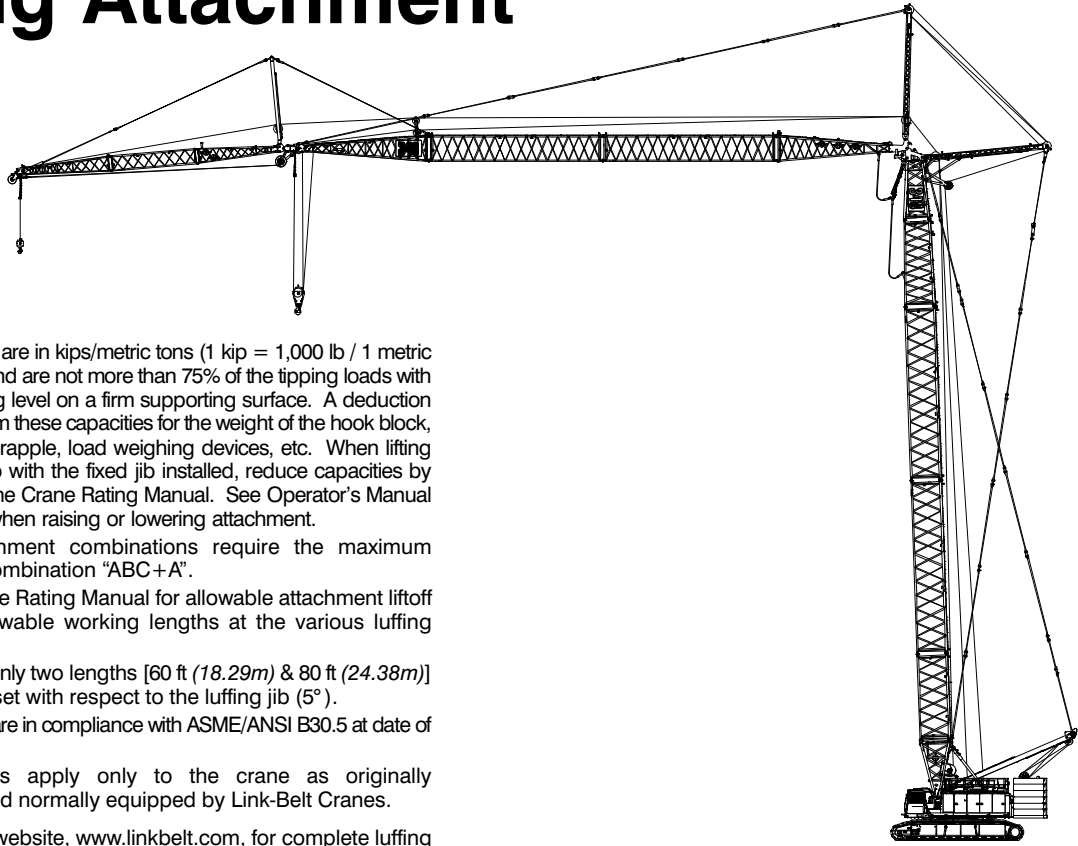 ng Attachment
are in kips/metric tons (1 kip = 1,000 lb / 1 metric
nd are not more than 75% of the tipping loads with
g level on a firm supporting surface. A deduction
m these capacities for the weight of the hook block,
rapple, load weighing devices, etc. When lifting
with the fixed jib installed, reduce capacities by
he Crane Rating Manual. See Operator's Manual
when raising or lowering attachment.
hment combinations require the maximum
ombination “ABC+A”.
e Rating Manual for allowable attachment liftoff
wable working lengths at the various luffing
nly two lengths [60 ft (18.29m) & 80 ft (24.38m)]
set with respect to the luffing jib (5°).
are in compliance with ASME/ANSI B30.5 at date of
s apply only to the crane as originally
d normally equipped by Link-Belt Cranes.
website, www.linkbelt.com, for complete luffing